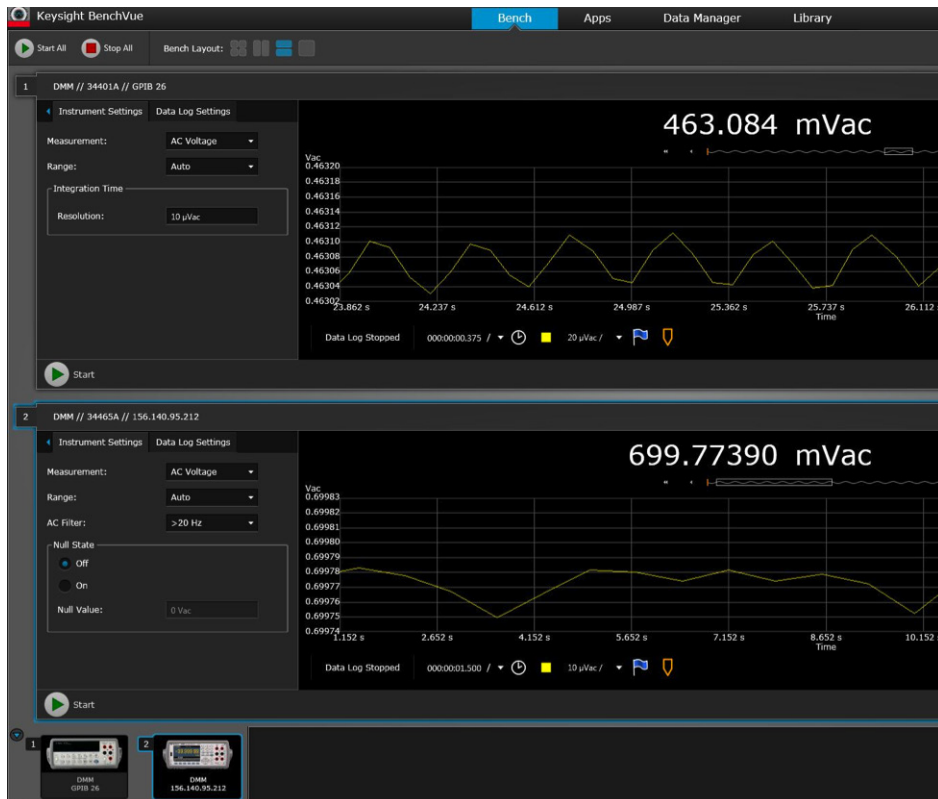 Keysight BenchVue
Bench Apps Data Manager Library
Start All Stop All Bench Layout:
1 DMM // 34401A // GPIB 26
Instrument Settings Data Log Settings
463.084 mVac
Measurement: AC Voltage
Range: Auto
Integration Time
Resolution: 10 µVac
Vac
0.46320
0.46318
0.46316
0.46314
0.46312
0.46310
0.46308
0.46306
0.46304
0.46302
23.862 s 24.237 s 24.612 s 24.987 s 25.362 s 25.737 s 26.112
Time
Data Log Stopped 000:00:00.375 / 20 µVac /
Start
2 DMM // 34465A // 156.140.95.212
Instrument Settings Data Log Settings
699.77390 mVac
Measurement: AC Voltage
Range: Auto
AC Filter: >20 Hz
Null State
Off
On
Null Value: 0 Vac
Vac
0.69983
0.69982
0.69981
0.69980
0.69979
0.69978
0.69977
0.69976
0.69975
0.69974
1.152 s 2.652 s 4.152 s 5.652 s 7.152 s 8.652 s 10.152
Time
Data Log Stopped 000:00:01.500 / 10 µVac /
Start
1 2
DMM
GPIB 26
DMM
156.140.95.212